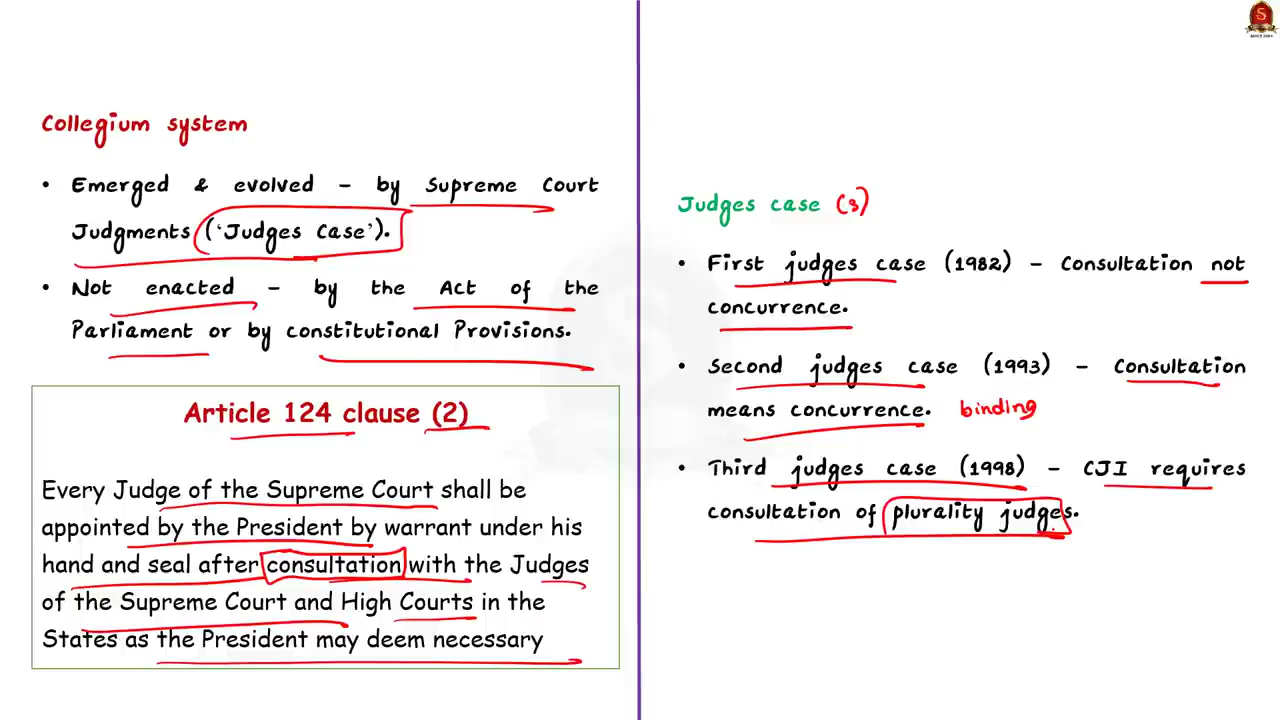 Collegium system
• Emerged & evolved – by Supreme Court
Judgments ('Judges Case').
• Not enacted – by the Act of the
Parliament or by constitutional Provisions.
Article 124 clause (2)
Every Judge of the Supreme Court shall be
appointed by the President by warrant under his
hand and seal after consultation with the Judges
of the Supreme Court and High Courts in the
States as the President may deem necessary
Judges case (3)
• First judges case (1982) – Consultation not
concurrence.
• Second judges case (1993) – Consultation
means concurrence. binding
• Third judges case (1998) – CJI requires
consultation of plurality judges.
S